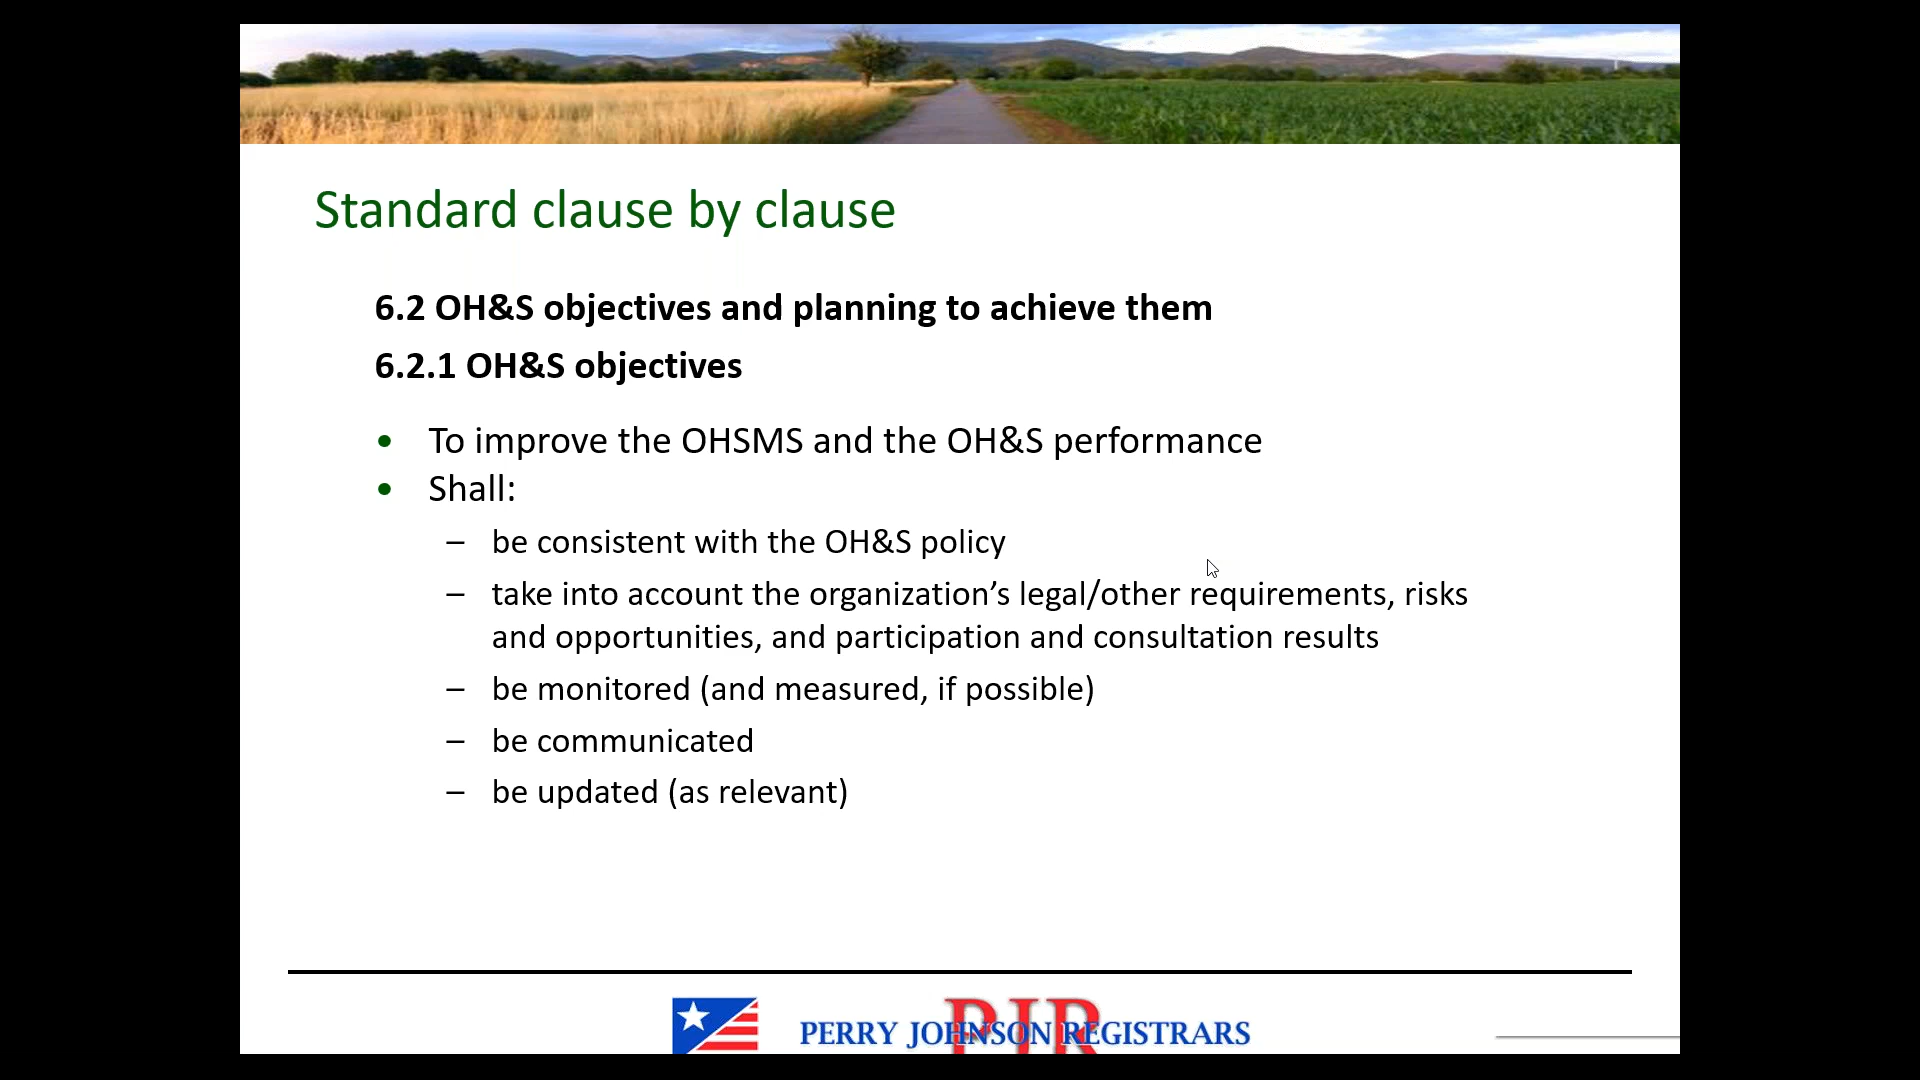 Standard clause by clause
6.2 OH&S objectives and planning to achieve them
6.2.1 OH&S objectives
• To improve the OHSMS and the OH&S performance
• Shall:
– be consistent with the OH&S policy
– take into account the organization’s legal/other requirements, risks
and opportunities, and participation and consultation results
– be monitored (and measured, if possible)
– be communicated
– be updated (as relevant)
PJR
PERRY JOHNSON REGISTRARS